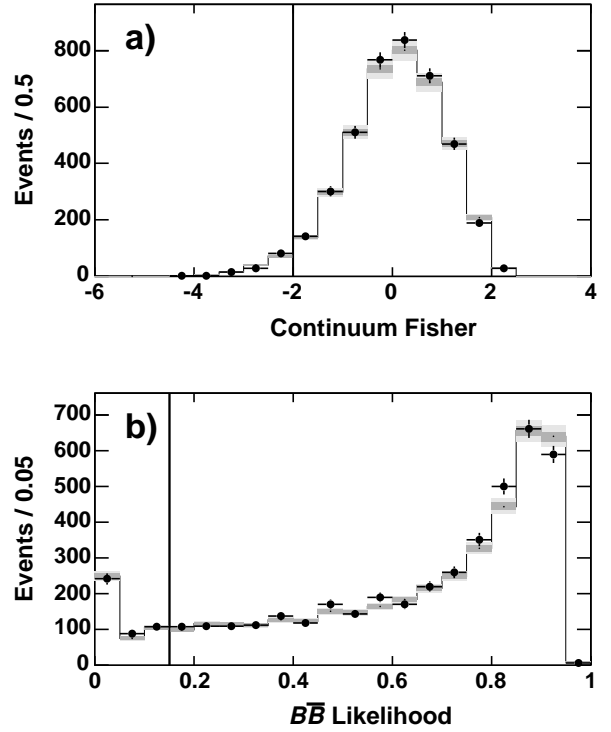 a)
Events / 0.5
800
600
400
200
0
-6 -4 -2 0 2 4
Continuum Fisher
b)
Events / 0.05
700
600
500
400
300
200
100
0
0 0.2 0.4 0.6 0.8 1
BB̅ Likelihood